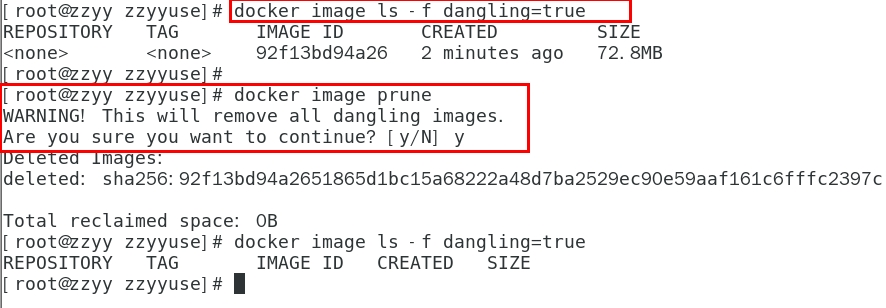 [root@zzyy zzyyuse]# docker image ls -f dangling=true
REPOSITORY TAG IMAGE ID CREATED SIZE
<none> <none> 92f13bd94a26 2 minutes ago 72.8MB
[root@zzyy zzyyuse]#
[root@zzyy zzyyuse]# docker image prune
WARNING! This will remove all dangling images.
Are you sure you want to continue? [y/N] y
Deleted Images:
deleted: sha256:92f13bd94a2651865d1bc15a68222a48d7ba2529ec90e59aaf161c6fffc2397c
Total reclaimed space: 0B
[root@zzyy zzyyuse]# docker image ls -f dangling=true
REPOSITORY TAG IMAGE ID CREATED SIZE
[root@zzyy zzyyuse]#